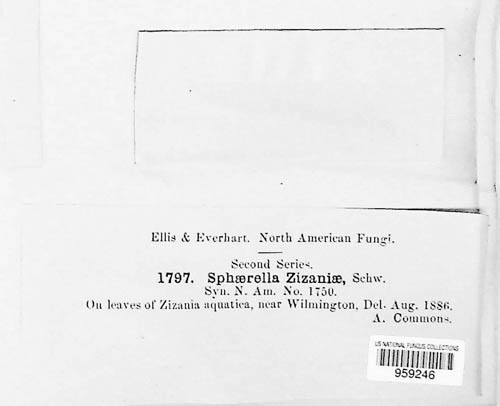 Ellis & Everhart. North American Fungi.
Second Series.
1797. Sphærella Zizaniæ, Schw.
Syn. N. Am. No. 1750.
On leaves of Zizania aquatica, near Wilmington, Del. Aug. 1886.
A. Commons.
US NATIONAL FUNGUS COLLECTIONS
959246